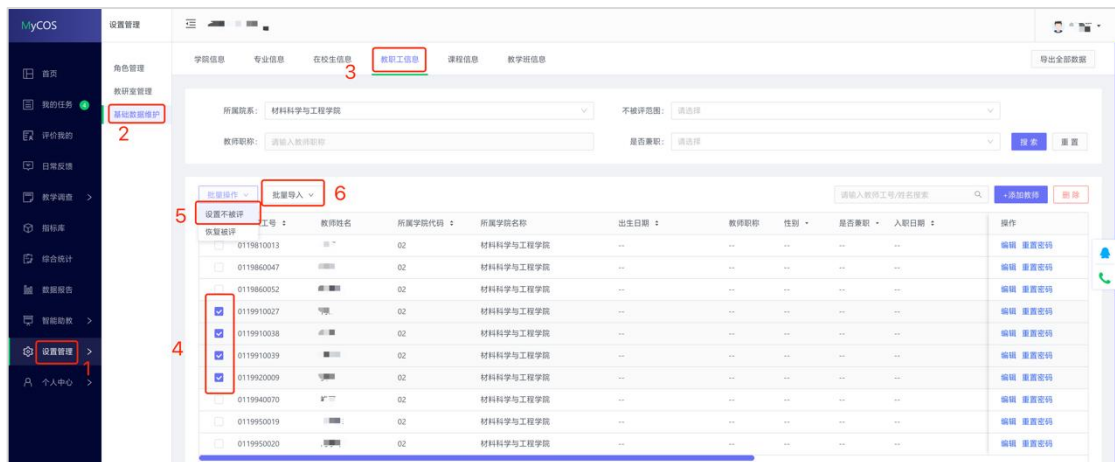 MyCOS
设置管理
学院信息 专业信息 在校生信息 教职工信息 课程信息 教学班信息 导出全部数据
3
首页
我的任务 4
评价我的
日常反馈
教学调查
指标库
综合统计
数据报告
智能助教
设置管理
1
个人中心
角色管理
教研室管理
基础数据维护
2
所属院系: 材料科学与工程学院 不被评范围: 请选择
教师职称: 请输入教师职称 是否兼职: 请选择 搜索 重置
批量操作 批量导入 6 请输入教师工号/姓名搜索 +添加教师 删除
5 设置不被评
恢复被评
工号 教师姓名 所属学院代码 所属学院名称 出生日期 教师职称 性别 是否兼职 入职日期 操作
0119810013 02 材料科学与工程学院 -- -- -- -- -- 编辑 重置密码
0119860047 02 材料科学与工程学院 -- -- -- -- -- 编辑 重置密码
0119860052 02 材料科学与工程学院 -- -- -- -- -- 编辑 重置密码
0119910027 02 材料科学与工程学院 -- -- -- -- -- 编辑 重置密码
0119910038 02 材料科学与工程学院 -- -- -- -- -- 编辑 重置密码
4
0119910039 02 材料科学与工程学院 -- -- -- -- -- 编辑 重置密码
0119920009 02 材料科学与工程学院 -- -- -- -- -- 编辑 重置密码
0119940070 02 材料科学与工程学院 -- -- -- -- -- 编辑 重置密码
0119950019 02 材料科学与工程学院 -- -- -- -- -- 编辑 重置密码
0119950020 02 材料科学与工程学院 -- -- -- -- -- 编辑 重置密码